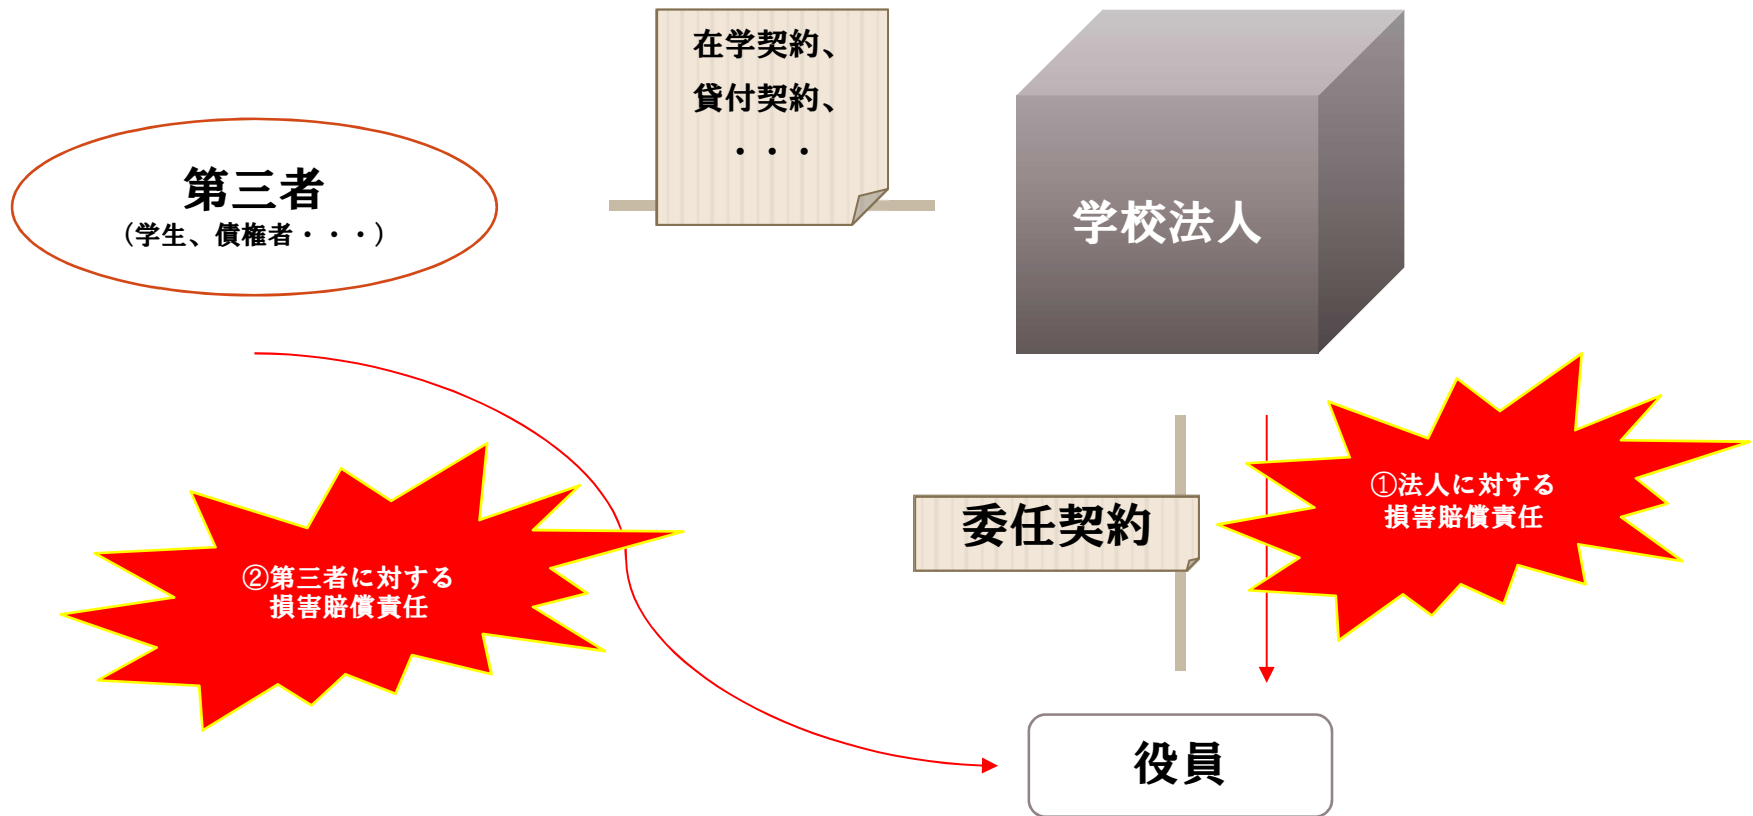 在学契約、
貸付契約、
・・・
第三者
（学生、債権者・・・）
学校法人
①法人に対する
損害賠償責任
委任契約
②第三者に対する
損害賠償責任
役員